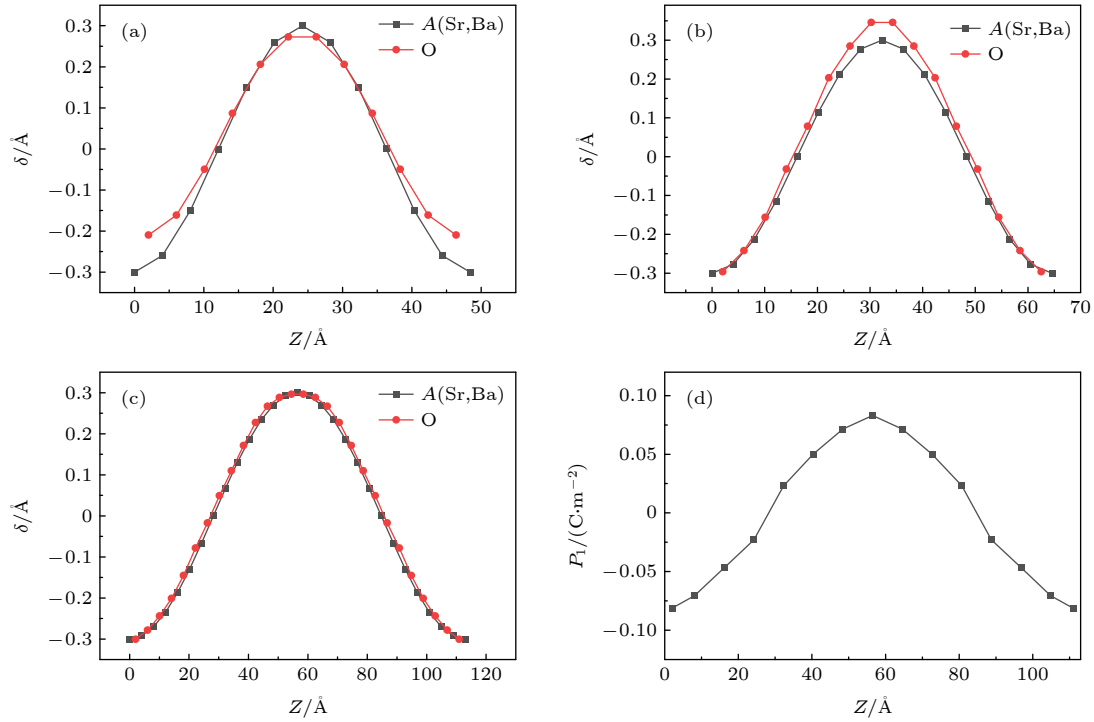 (a)
A(Sr,Ba)
O
0.3
0.2
0.1
0
−0.1
−0.2
−0.3
δ/Å
0 10 20 30 40 50
Z/Å
(b)
A(Sr,Ba)
O
0.3
0.2
0.1
0
−0.1
−0.2
−0.3
δ/Å
0 10 20 30 40 50 60 70
Z/Å
(c)
A(Sr,Ba)
O
0.3
0.2
0.1
0
−0.1
−0.2
−0.3
δ/Å
0 20 40 60 80 100 120
Z/Å
(d)
0.10
0.05
0
−0.05
−0.10
P₁/(C·m⁻²)
0 20 40 60 80 100
Z/Å